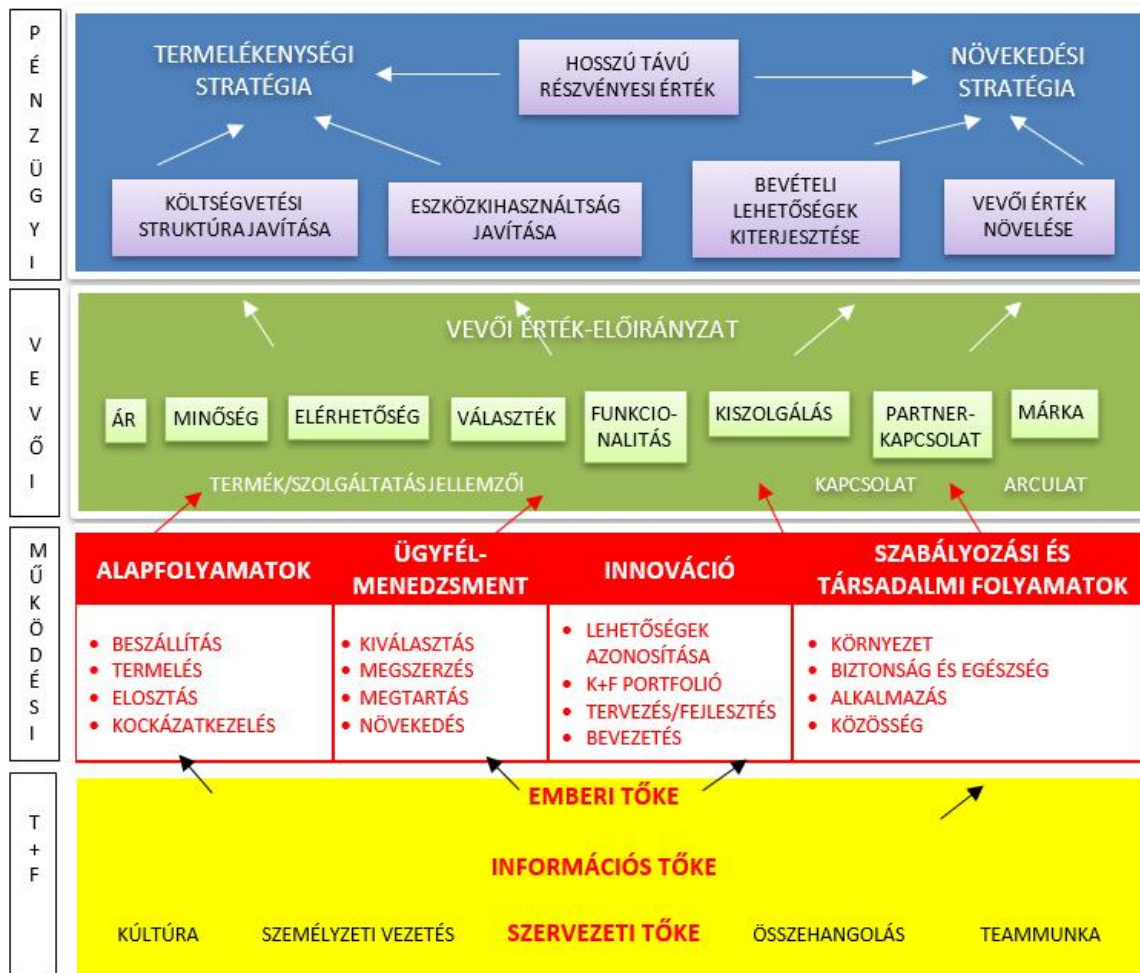 PÉNZÜGYI
TERMELÉKENYSÉGI
STRATÉGIA
HOSSZÚ TÁVÚ
RÉSZVÉNYESI ÉRTÉK
NÖVEKEDÉSI
STRATÉGIA
KÖLTSÉGVETÉSI
STRUKTÚRA JAVÍTÁSA
ESZKÖZKIHASZNÁLTSÁG
JAVÍTÁSA
BEVÉTELI
LEHETŐSÉGEK
KITERJESZTÉSE
VEVŐI ÉRTÉK
NÖVELÉSE
VEVŐI
VEVŐI ÉRTÉK-ELŐIRÁNYZAT
ÁR
MINŐSÉG
ELÉRHETŐSÉG
VÁLASZTÉK
FUNKCIO-
NALITÁS
KISZOLGÁLÁS
PARTNER-
KAPCSOLAT
MÁRKA
TERMÉK/SZOLGÁLTATÁS JELLEMZŐI
KAPCSOLAT
ARCULAT
MŰKÖDÉSI
ALAPFOLYAMATOK
ÜGYFÉL-
MENEDZSMENT
INNOVÁCIÓ
SZABÁLYOZÁSI ÉS
TÁRSADALMI FOLYAMATOK
• BESZÁLLÍTÁS
• TERMELÉS
• ELOSZTÁS
• KOCKÁZATKEZELÉS
• KIVÁLASZTÁS
• MEGSZERZÉS
• MEGTARTÁS
• NÖVEKEDÉS
• LEHETŐSÉGEK
AZONOSÍTÁSA
• K+F PORTFOLIÓ
• TERVEZÉS/FEJLESZTÉS
• BEVEZETÉS
• KÖRNYEZET
• BIZTONSÁG ÉS EGÉSZSÉG
• ALKALMAZÁS
• KÖZÖSSÉG
T+F
EMBERI TŐKE
INFORMÁCIÓS TŐKE
KÚLTÚRA
SZEMÉLYZETI VEZETÉS
SZERVEZETI TŐKE
ÖSSZEHANGOLÁS
TEAMMUNKA